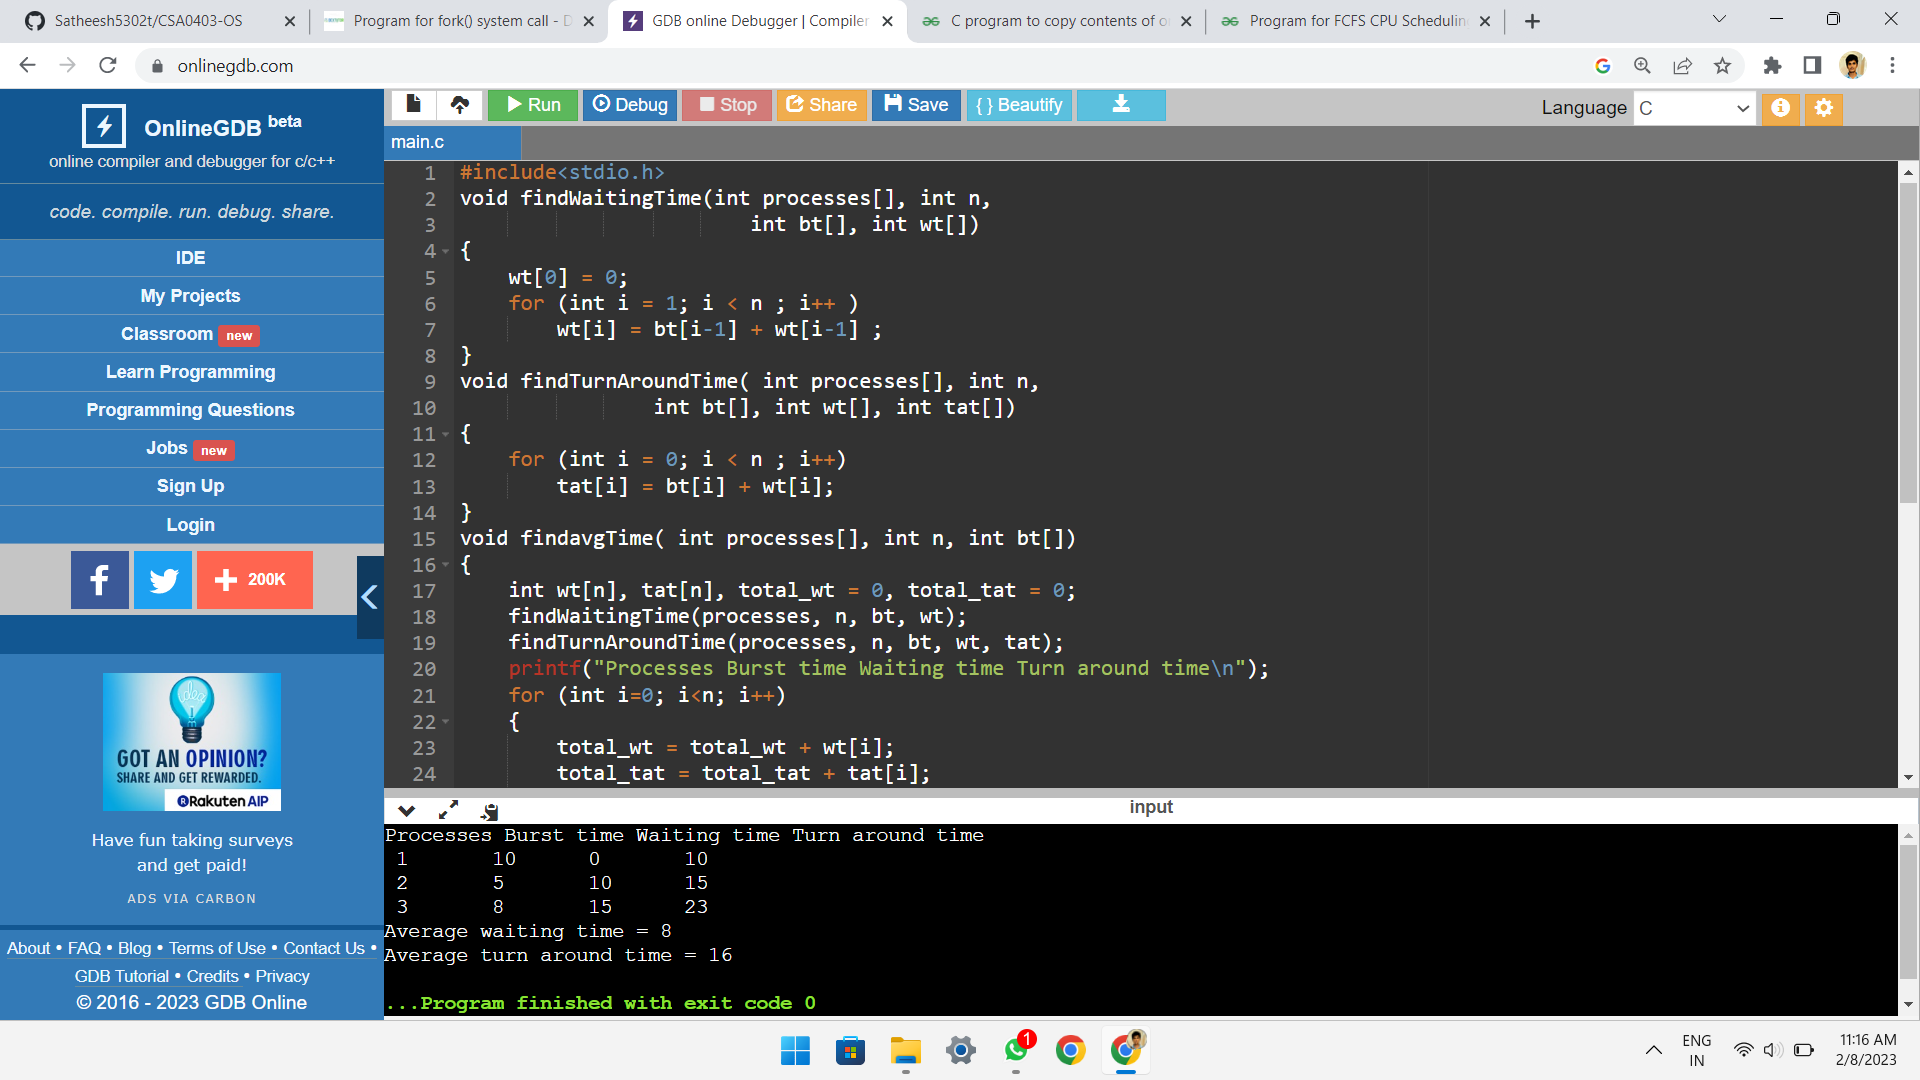 Satheesh5302t/CSA0403-OS
Program for fork() system call - D
GDB online Debugger | Compiler
C program to copy contents of o
Program for FCFS CPU Schedulin
onlinegdb.com
OnlineGDB beta
online compiler and debugger for c/c++
code. compile. run. debug. share.
IDE
My Projects
Classroom new
Learn Programming
Programming Questions
Jobs new
Sign Up
Login
200K
idea
GOT AN OPINION?
SHARE AND GET REWARDED.
Rakuten AIP
Have fun taking surveys
and get paid!
ADS VIA CARBON
About • FAQ • Blog • Terms of Use • Contact Us •
GDB Tutorial • Credits • Privacy
© 2016 - 2023 GDB Online
Run Debug Stop Share Save { } Beautify
Language C
main.c
1 #include<stdio.h>
2 void findWaitingTime(int processes[], int n,
3 int bt[], int wt[])
4 {
5 wt[0] = 0;
6 for (int i = 1; i < n ; i++ )
7 wt[i] = bt[i-1] + wt[i-1] ;
8 }
9 void findTurnAroundTime( int processes[], int n,
10 int bt[], int wt[], int tat[])
11 {
12 for (int i = 0; i < n ; i++)
13 tat[i] = bt[i] + wt[i];
14 }
15 void findavgTime( int processes[], int n, int bt[])
16 {
17 int wt[n], tat[n], total_wt = 0, total_tat = 0;
18 findWaitingTime(processes, n, bt, wt);
19 findTurnAroundTime(processes, n, bt, wt, tat);
20 printf("Processes Burst time Waiting time Turn around time\n");
21 for (int i=0; i<n; i++)
22 {
23 total_wt = total_wt + wt[i];
24 total_tat = total_tat + tat[i];
input
Processes Burst time Waiting time Turn around time
1 10 0 10
2 5 10 15
3 8 15 23
Average waiting time = 8
Average turn around time = 16
...Program finished with exit code 0
1
ENG
IN
11:16 AM
2/8/2023